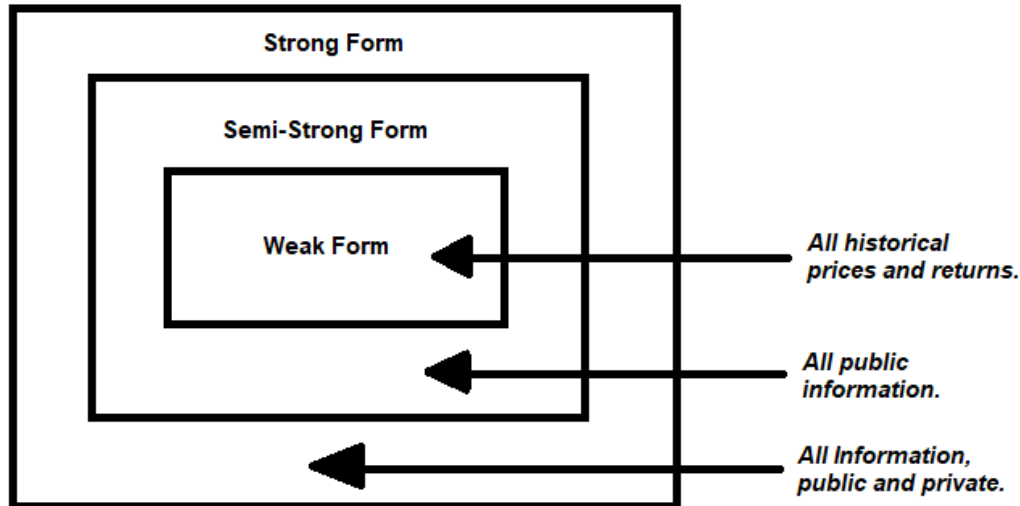 Strong Form
Semi-Strong Form
Weak Form
All historical
prices and returns.
All public
information.
All Information,
public and private.